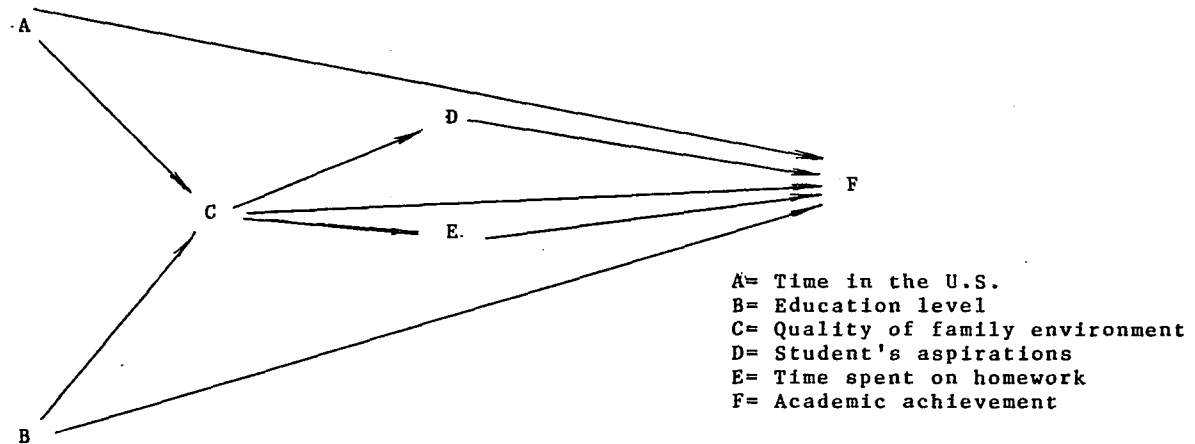 A
D
F
C
E
A= Time in the U.S.
B= Education level
C= Quality of family environment
D= Student's aspirations
E= Time spent on homework
F= Academic achievement
B